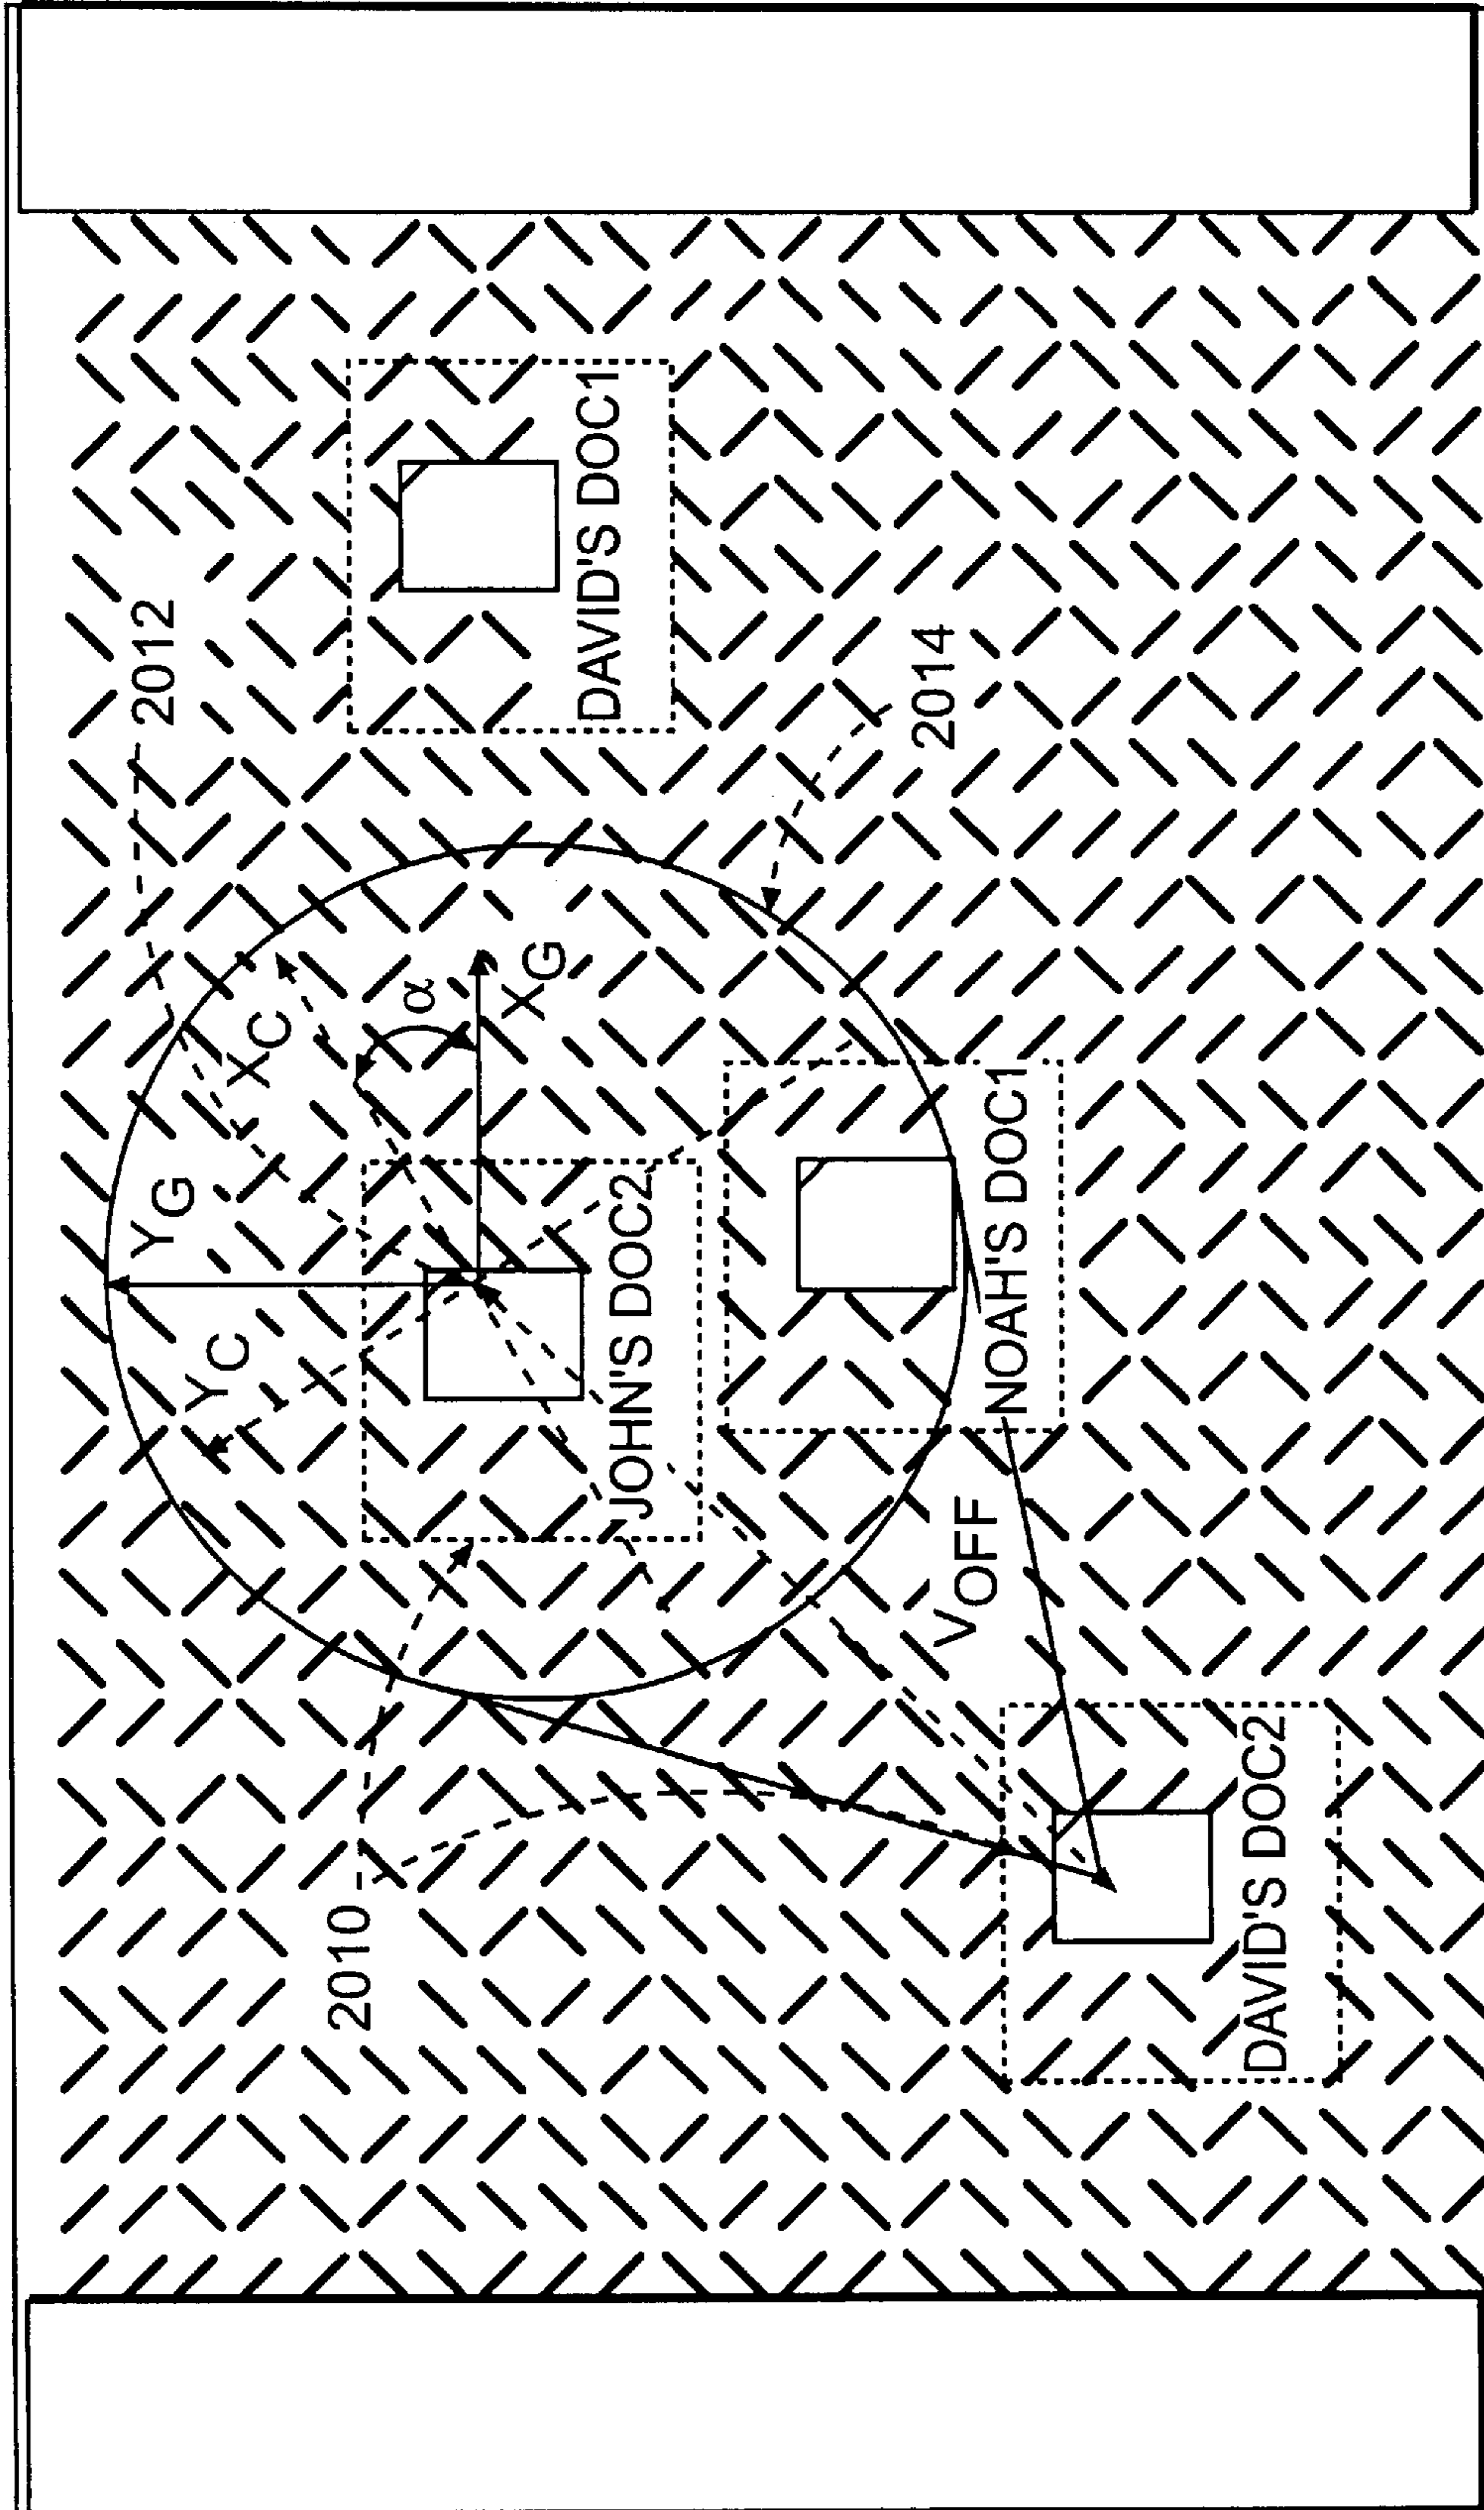 2012
DAVID'S DOC1
YG
XC
α
XG
YC
2010
JOHN'S DOC2
2014
NOAH'S DOC1
VOFF
DAVID'S DOC2